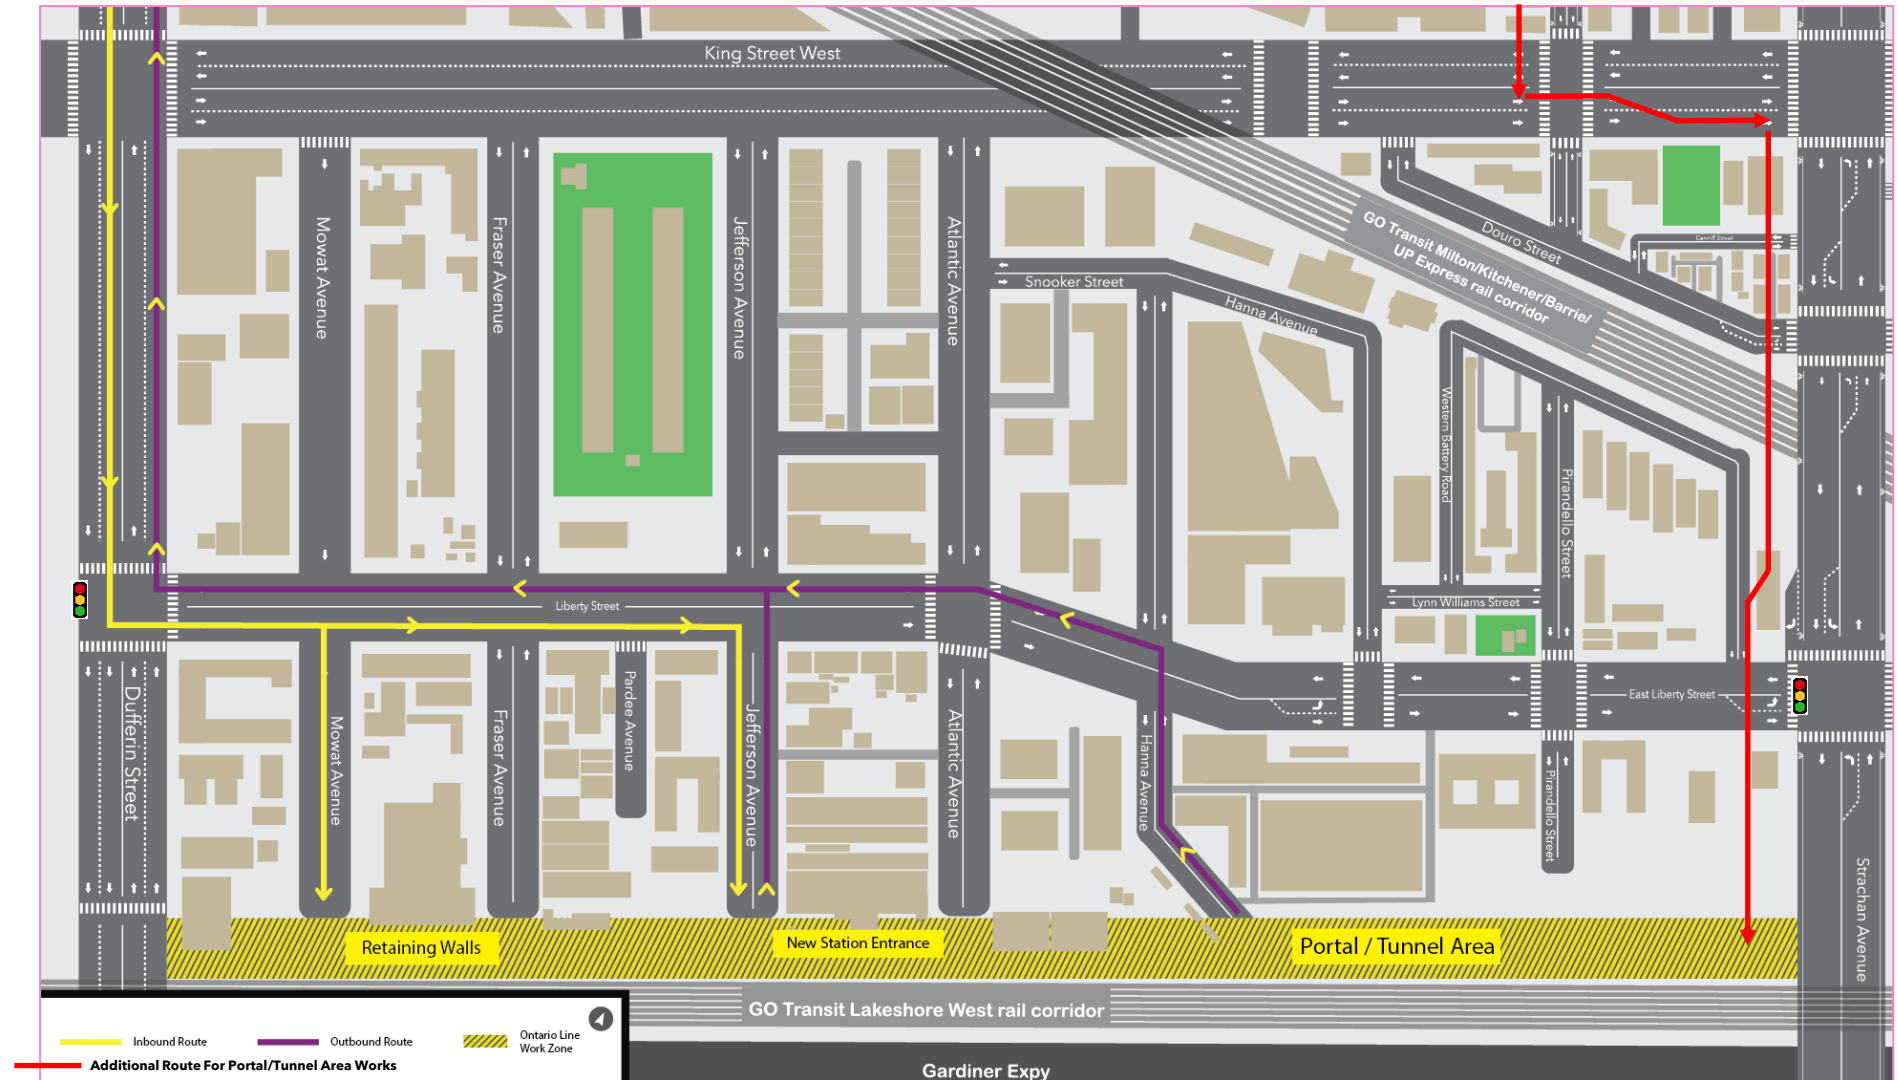 King Street West
Mowat Avenue
Fraser Avenue
Jefferson Avenue
Atlantic Avenue
Snooker Street
Hanna Avenue
GO Transit Milton/Kitchener/Barrie/
UP Express rail corridor
Douro Street
Canniff Street
Western Battery Road
Pirandello Street
Lynn Williams Street
Liberty Street
East Liberty Street
Dufferin Street
Mowat Avenue
Fraser Avenue
Pardee Avenue
Jefferson Avenue
Atlantic Avenue
Hanna Avenue
Pirandello Street
Strachan Avenue
Retaining Walls
New Station Entrance
Portal / Tunnel Area
GO Transit Lakeshore West rail corridor
Gardiner Expy
Inbound Route
Outbound Route
Ontario Line
Work Zone
Additional Route For Portal/Tunnel Area Works